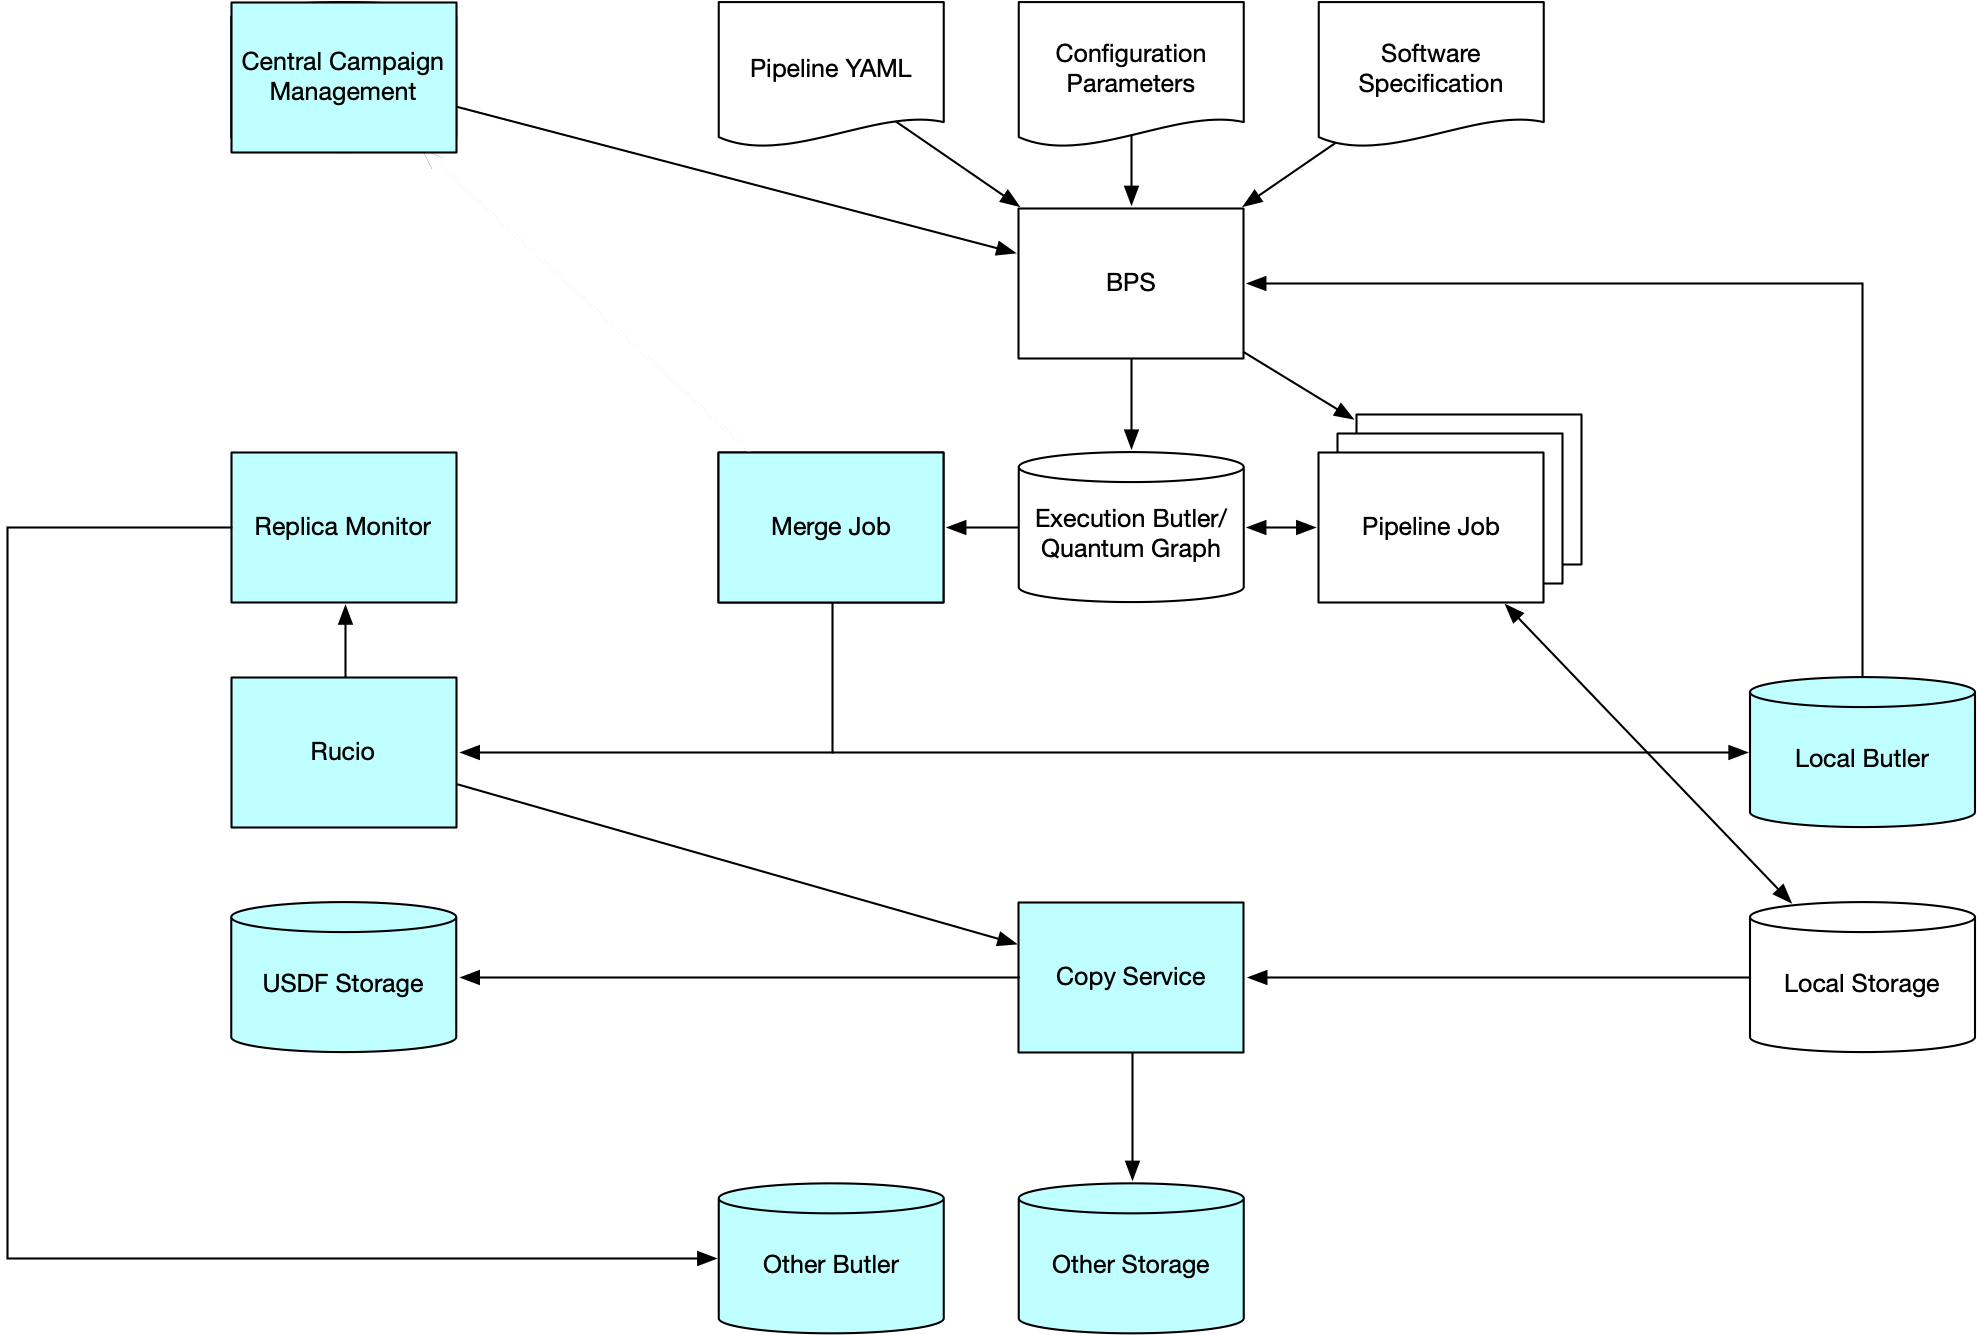 Central Campaign
Management
Pipeline YAML
Configuration
Parameters
Software
Specification
BPS
Replica Monitor
Merge Job
Execution Butler/
Quantum Graph
Pipeline Job
Rucio
Local Butler
USDF Storage
Copy Service
Local Storage
Other Butler
Other Storage